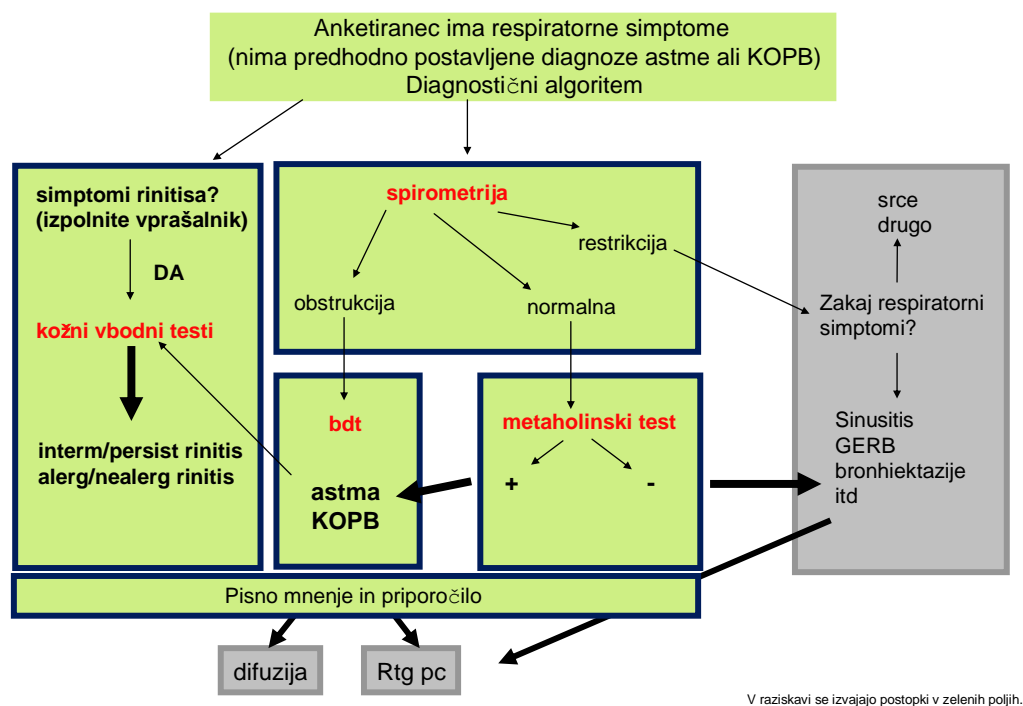 Anketiranec ima respiratorne simptome
(nima predhodno postavljene diagnoze astme ali KOPB)
Diagnostični algoritem
simptomi rinitisa?
(izpolnite vprašalnik)
DA
kožni vbodni testi
interm/persist rinitis
alerg/nealerg rinitis
spirometrija
restrikcija
obstrukcija
normalna
bdt
astma
KOPB
metaholinski test
+
-
srce
drugo
Zakaj respiratorni
simptomi?
Sinusitis
GERB
bronhiektazije
itd
Pisno mnenje in priporočilo
difuzija
Rtg pc
V raziskavi se izvajajo postopki v zelenih poljih.